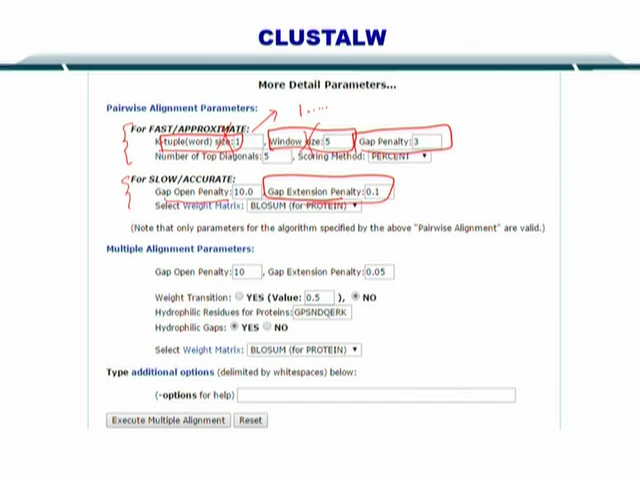 CLUSTALW
More Detail Parameters...
Pairwise Alignment Parameters:
1.....
For FAST/APPROXIMATE:
K-tuple(word) size: 1 , Window size: 5 , Gap Penalty: 3
Number of Top Diagonals: 5 , Scoring Method: PERCENT
For SLOW/ACCURATE:
Gap Open Penalty: 10.0 , Gap Extension Penalty: 0.1
Select Weight Matrix: BLOSUM (for PROTEIN)
(Note that only parameters for the algorithm specified by the above "Pairwise Alignment" are valid.)
Multiple Alignment Parameters:
Gap Open Penalty: 10 , Gap Extension Penalty: 0.05
Weight Transition: YES (Value: 0.5 ), NO
Hydrophilic Residues for Proteins: GPSNDQERK
Hydrophilic Gaps: YES NO
Select Weight Matrix: BLOSUM (for PROTEIN)
Type additional options (delimited by whitespaces) below:
(-options for help)
Execute Multiple Alignment Reset